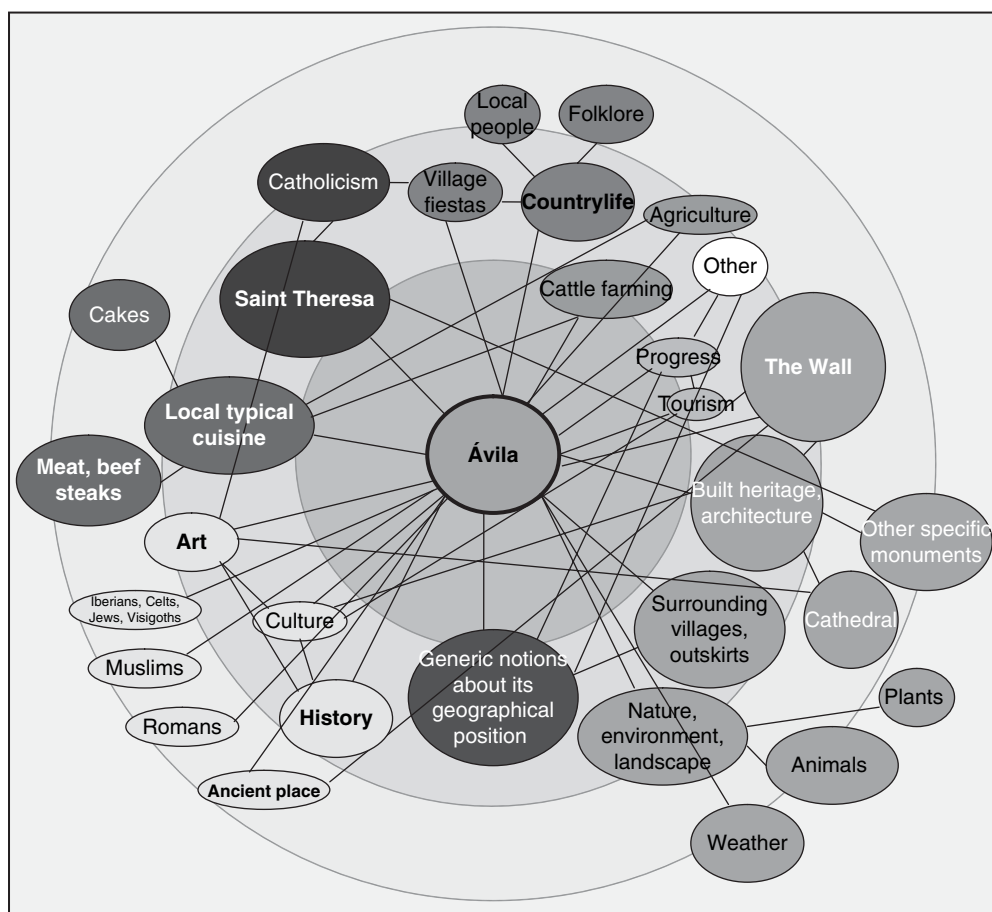 Local
people
Folklore
Catholicism
Village
fiestas
Countrylife
Agriculture
Other
Saint Theresa
Cattle farming
Cakes
Progress
The Wall
Tourism
Local typical
cuisine
Ávila
Meat, beef
steaks
Built heritage,
architecture
Art
Other specific
monuments
Iberians, Celts,
Jews, Visigoths
Culture
Surrounding
villages,
outskirts
Cathedral
Muslims
Generic notions
about its
geographical
position
Romans
History
Nature,
environment,
landscape
Plants
Animals
Ancient place
Weather